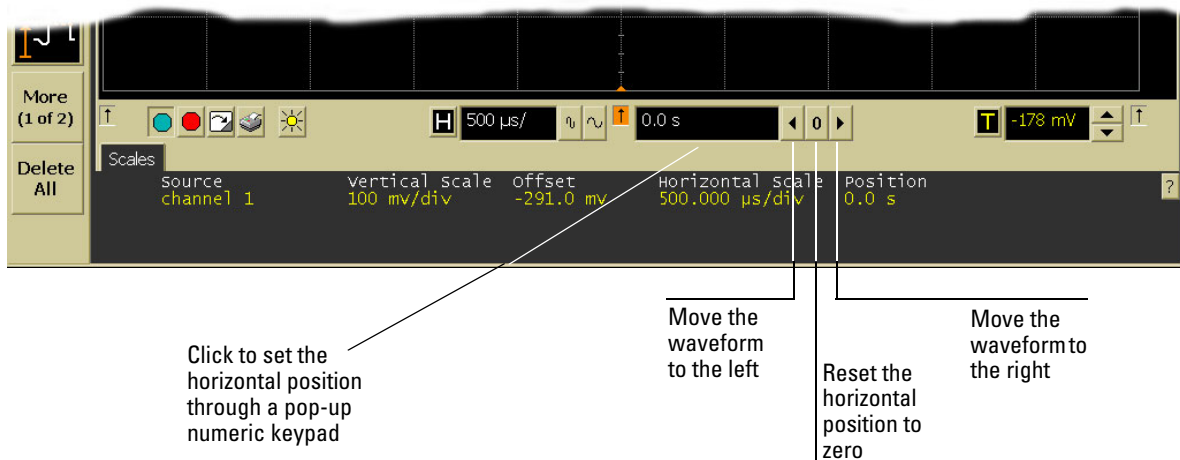 More
(1 of 2)
Delete
All
H 500 µs/ 0.0 s 0 T -178 mV
Scales
Source Vertical Scale Offset Horizontal Scale Position
channel 1 100 mV/div -291.0 mV 500.000 µs/div 0.0 s
?
Click to set the
horizontal position
through a pop-up
numeric keypad
Move the
waveform
to the left
Reset the
horizontal
position to
zero
Move the
waveform to
the right